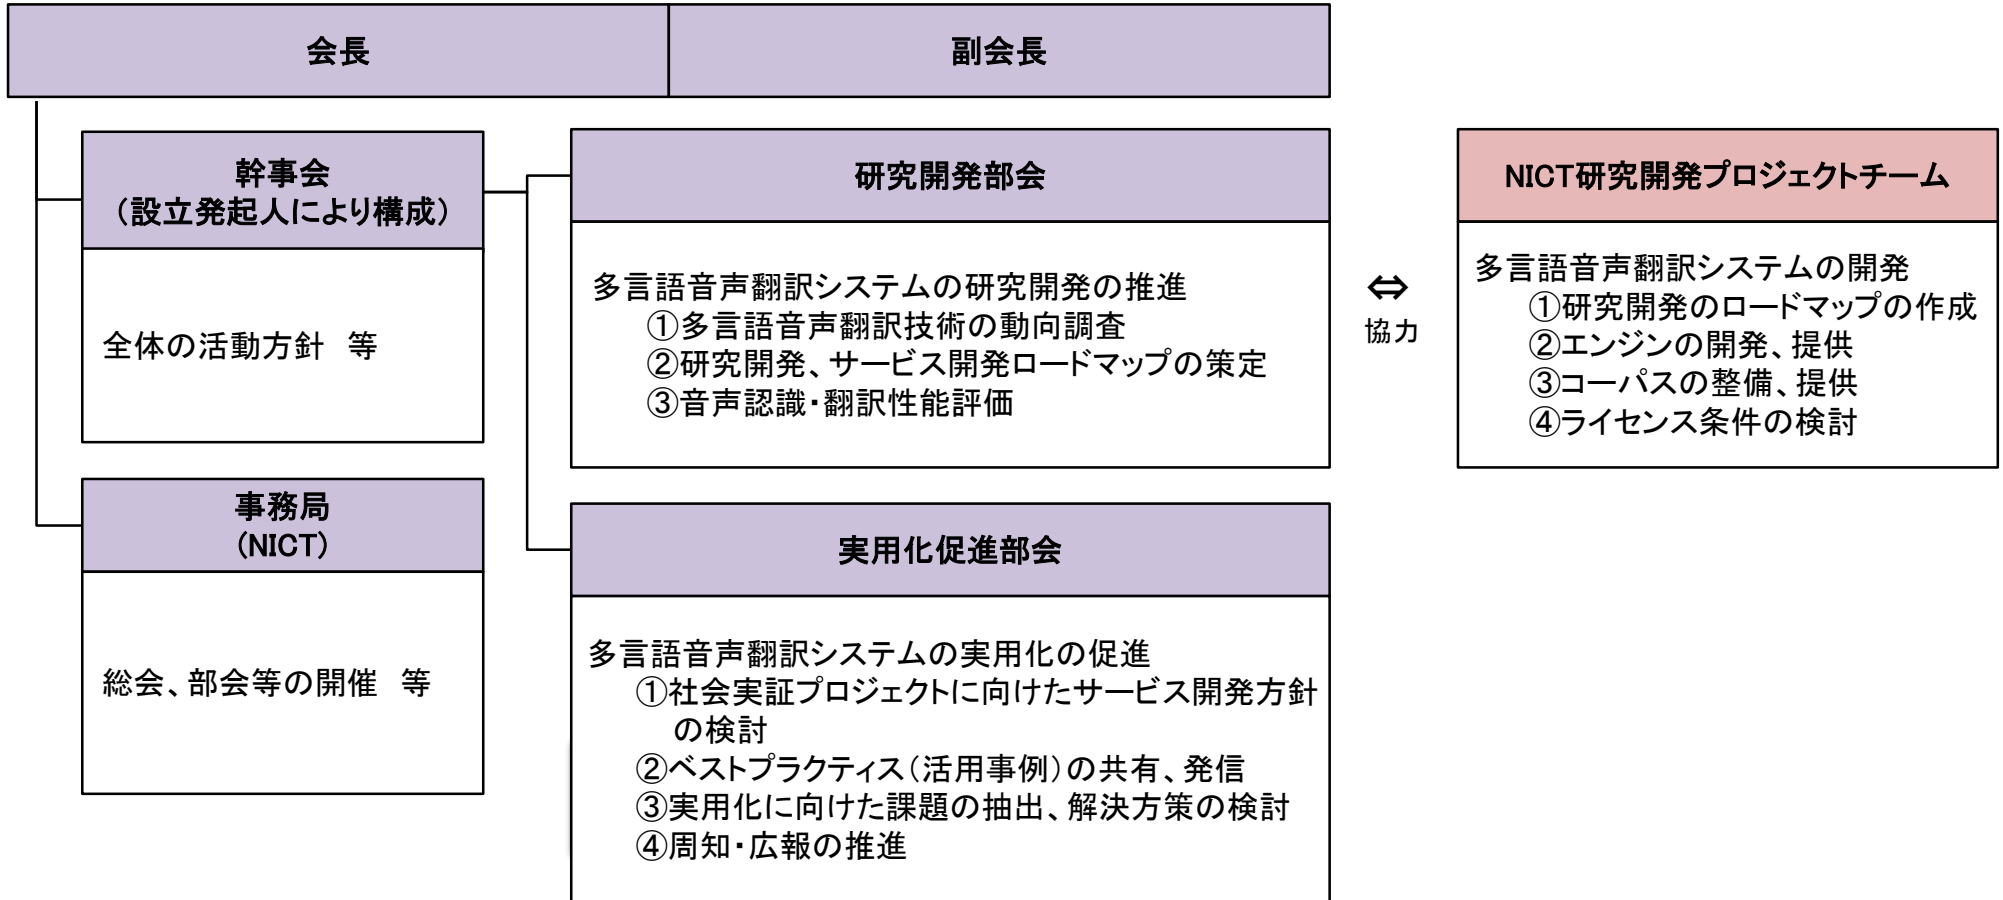 会長
副会長
幹事会
(設立発起人により構成)
全体の活動方針　等
事務局
(NICT)
総会、部会等の開催　等
研究開発部会
多言語音声翻訳システムの研究開発の推進
①多言語音声翻訳技術の動向調査
②研究開発、サービス開発ロードマップの策定
③音声認識・翻訳性能評価
実用化促進部会
多言語音声翻訳システムの実用化の促進
①社会実証プロジェクトに向けたサービス開発方針
の検討
②ベストプラクティス(活用事例)の共有、発信
③実用化に向けた課題の抽出、解決方策の検討
④周知・広報の推進
⇔
協力
NICT研究開発プロジェクトチーム
多言語音声翻訳システムの開発
①研究開発のロードマップの作成
②エンジンの開発、提供
③コーパスの整備、提供
④ライセンス条件の検討